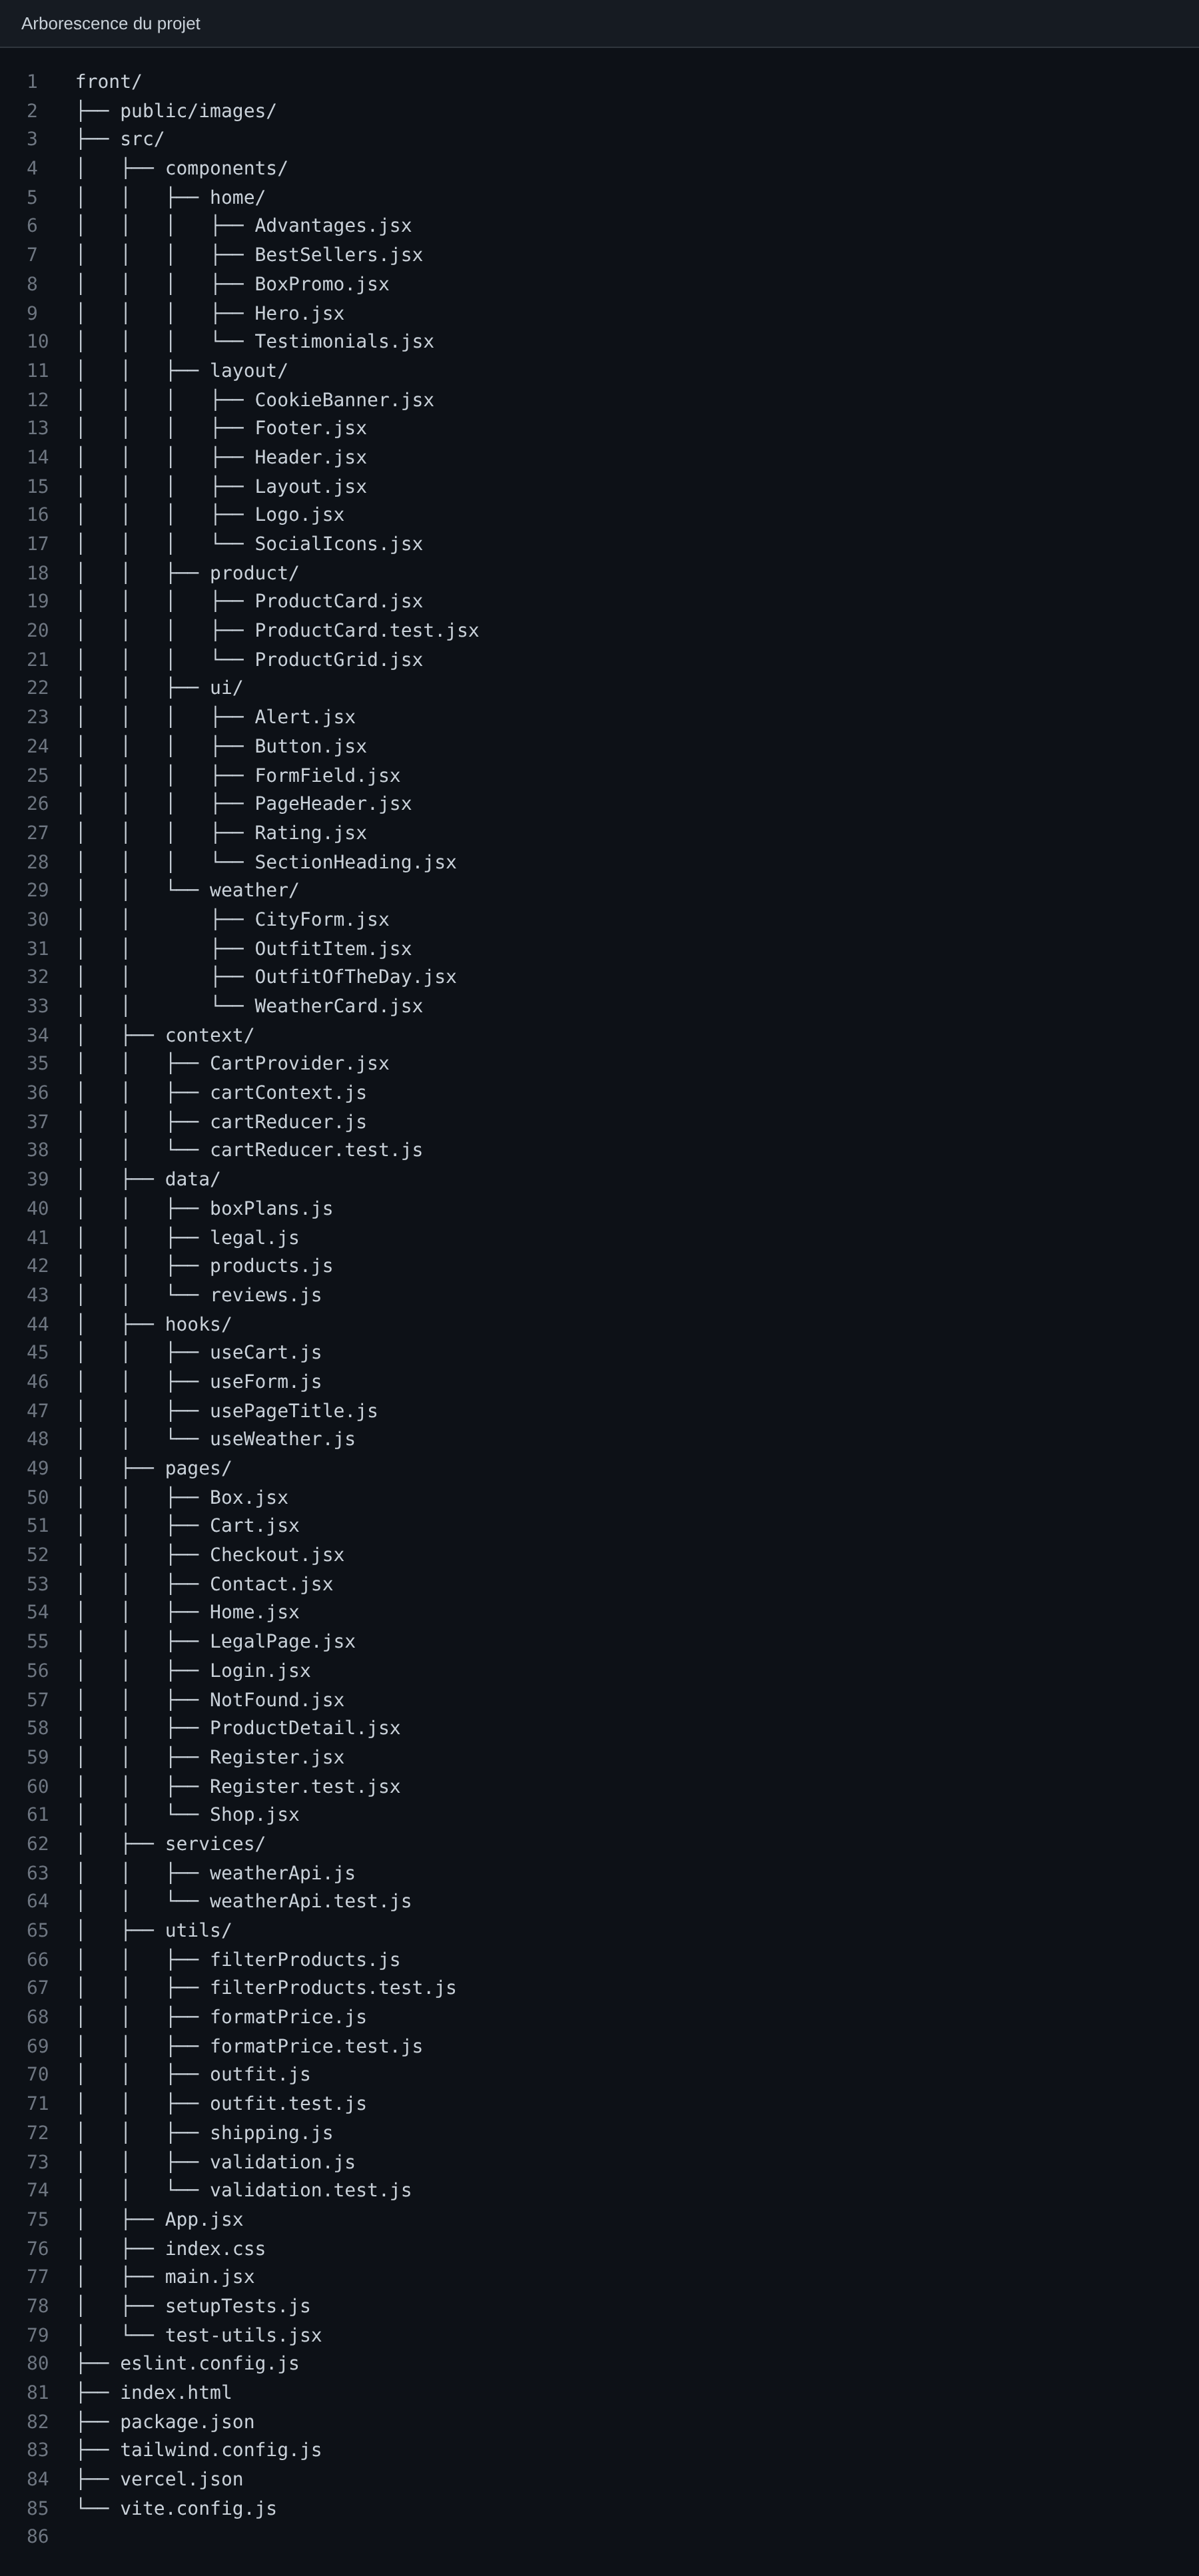 Arborescence du projet
1 front/
2 ├── public/images/
3 ├── src/
4 │   ├── components/
5 │   │   ├── home/
6 │   │   │   ├── Advantages.jsx
7 │   │   │   ├── BestSellers.jsx
8 │   │   │   ├── BoxPromo.jsx
9 │   │   │   ├── Hero.jsx
10 │   │   │   └── Testimonials.jsx
11 │   │   ├── layout/
12 │   │   │   ├── CookieBanner.jsx
13 │   │   │   ├── Footer.jsx
14 │   │   │   ├── Header.jsx
15 │   │   │   ├── Layout.jsx
16 │   │   │   ├── Logo.jsx
17 │   │   │   └── SocialIcons.jsx
18 │   │   ├── product/
19 │   │   │   ├── ProductCard.jsx
20 │   │   │   ├── ProductCard.test.jsx
21 │   │   │   └── ProductGrid.jsx
22 │   │   ├── ui/
23 │   │   │   ├── Alert.jsx
24 │   │   │   ├── Button.jsx
25 │   │   │   ├── FormField.jsx
26 │   │   │   ├── PageHeader.jsx
27 │   │   │   ├── Rating.jsx
28 │   │   │   └── SectionHeading.jsx
29 │   │   └── weather/
30 │   │       ├── CityForm.jsx
31 │   │       ├── OutfitItem.jsx
32 │   │       ├── OutfitOfTheDay.jsx
33 │   │       └── WeatherCard.jsx
34 │   ├── context/
35 │   │   ├── CartProvider.jsx
36 │   │   ├── cartContext.js
37 │   │   ├── cartReducer.js
38 │   │   └── cartReducer.test.js
39 │   ├── data/
40 │   │   ├── boxPlans.js
41 │   │   ├── legal.js
42 │   │   ├── products.js
43 │   │   └── reviews.js
44 │   ├── hooks/
45 │   │   ├── useCart.js
46 │   │   ├── useForm.js
47 │   │   ├── usePageTitle.js
48 │   │   └── useWeather.js
49 │   ├── pages/
50 │   │   ├── Box.jsx
51 │   │   ├── Cart.jsx
52 │   │   ├── Checkout.jsx
53 │   │   ├── Contact.jsx
54 │   │   ├── Home.jsx
55 │   │   ├── LegalPage.jsx
56 │   │   ├── Login.jsx
57 │   │   ├── NotFound.jsx
58 │   │   ├── ProductDetail.jsx
59 │   │   ├── Register.jsx
60 │   │   ├── Register.test.jsx
61 │   │   └── Shop.jsx
62 │   ├── services/
63 │   │   ├── weatherApi.js
64 │   │   └── weatherApi.test.js
65 │   ├── utils/
66 │   │   ├── filterProducts.js
67 │   │   ├── filterProducts.test.js
68 │   │   ├── formatPrice.js
69 │   │   ├── formatPrice.test.js
70 │   │   ├── outfit.js
71 │   │   ├── outfit.test.js
72 │   │   ├── shipping.js
73 │   │   ├── validation.js
74 │   │   └── validation.test.js
75 │   ├── App.jsx
76 │   ├── index.css
77 │   ├── main.jsx
78 │   ├── setupTests.js
79 │   └── test-utils.jsx
80 ├── eslint.config.js
81 ├── index.html
82 ├── package.json
83 ├── tailwind.config.js
84 ├── vercel.json
85 └── vite.config.js
86